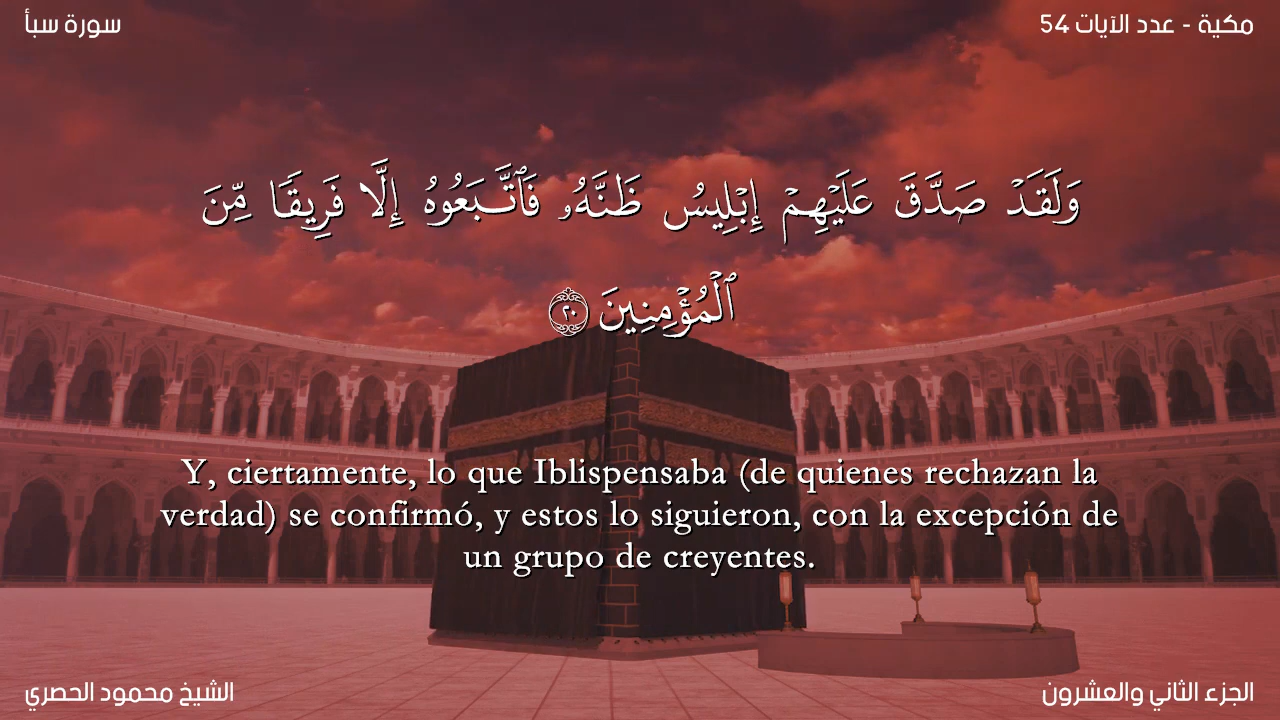 مكية - عدد الآيات 54
سورة سبأ
وَلَقَدۡ صَدَّقَ عَلَيۡهِمۡ إِبۡلِيسُ ظَنَّهُۥ فَٱتَّبَعُوهُ إِلَّا فَرِيقٗا مِّنَ
ٱلۡمُؤۡمِنِينَ ٢٠
Y, ciertamente, lo que Iblispensaba (de quienes rechazan la
verdad) se confirmó, y estos lo siguieron, con la excepción de
un grupo de creyentes.
الجزء الثاني والعشرون
الشيخ محمود الحصري